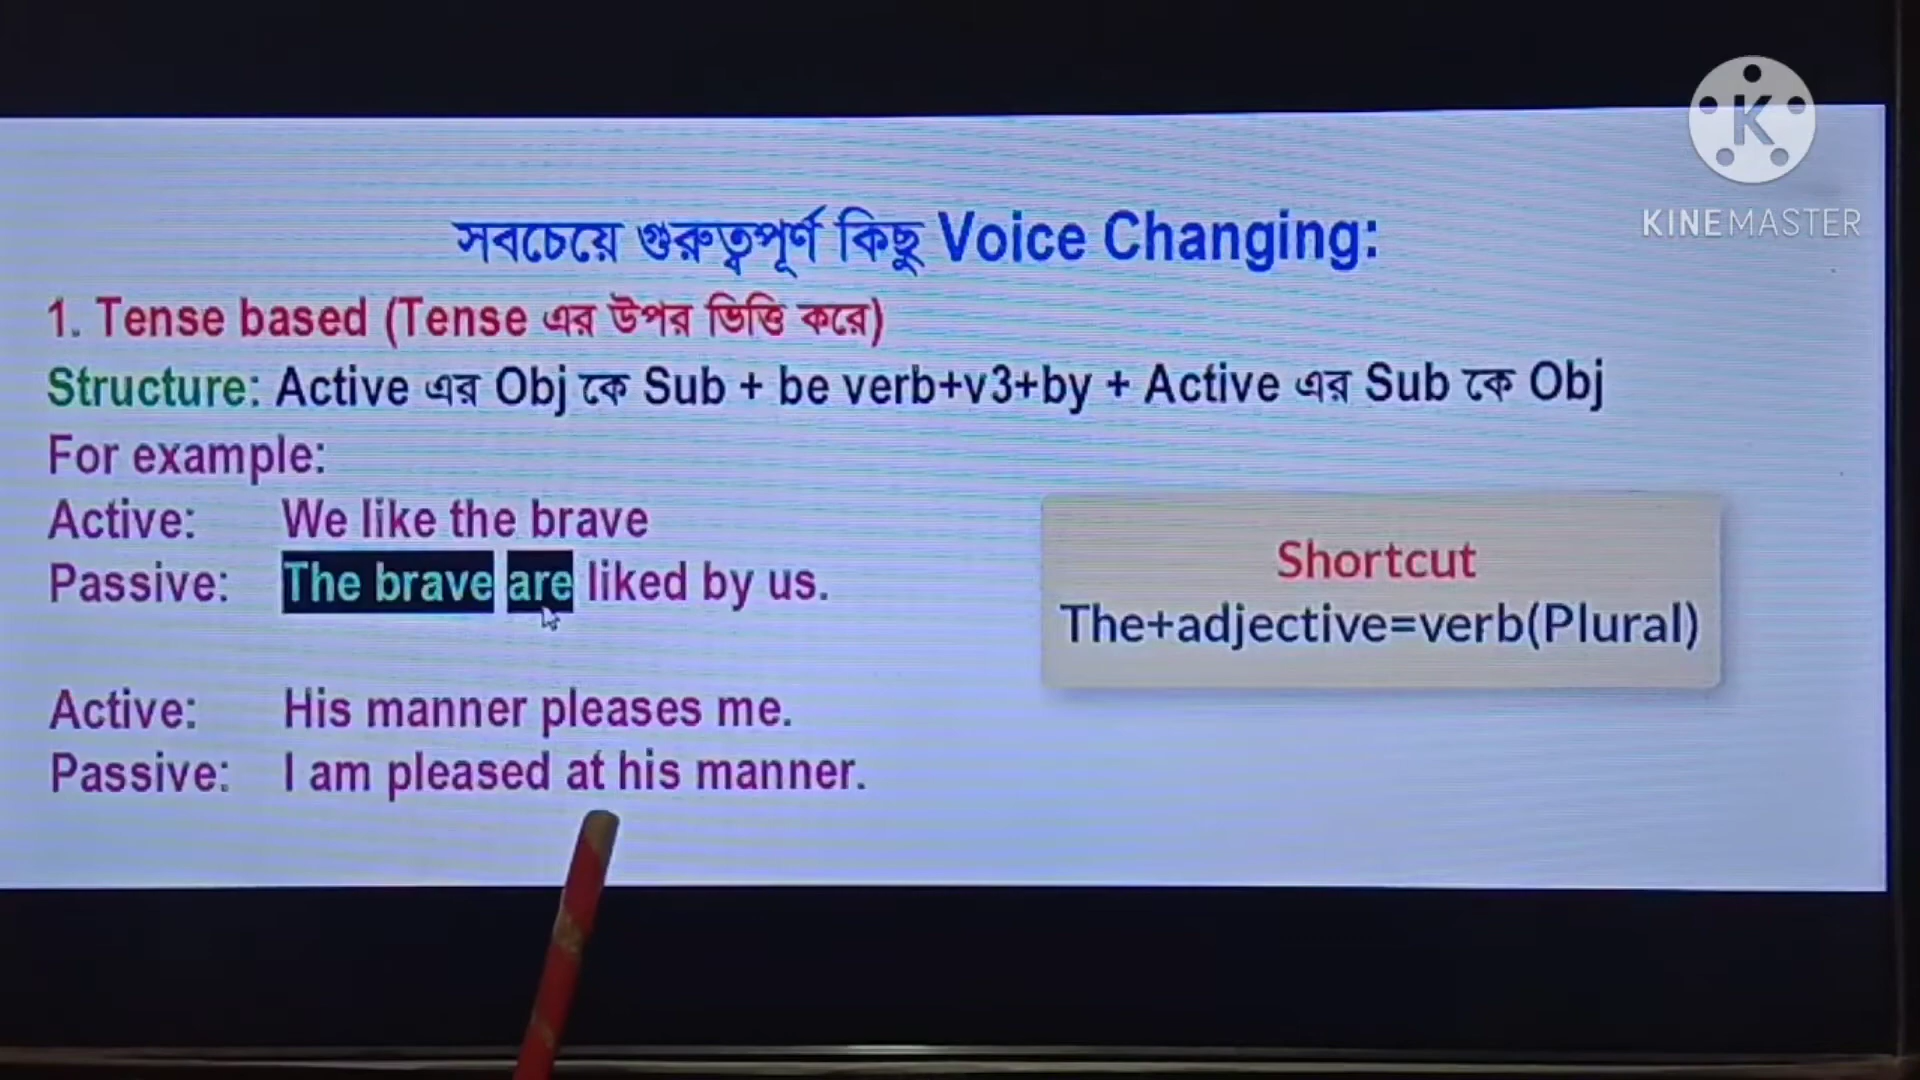 K
KINEMASTER
সবচেয়ে গুরুত্বপূর্ণ কিছু Voice Changing:
1. Tense based (Tense এর উপর ভিত্তি করে)
Structure: Active এর Obj কে Sub + be verb+v3+by + Active এর Sub কে Obj
For example:
Active: We like the brave
Passive: The brave are liked by us.
Shortcut
The+adjective=verb(Plural)
Active: His manner pleases me.
Passive: I am pleased at his manner.